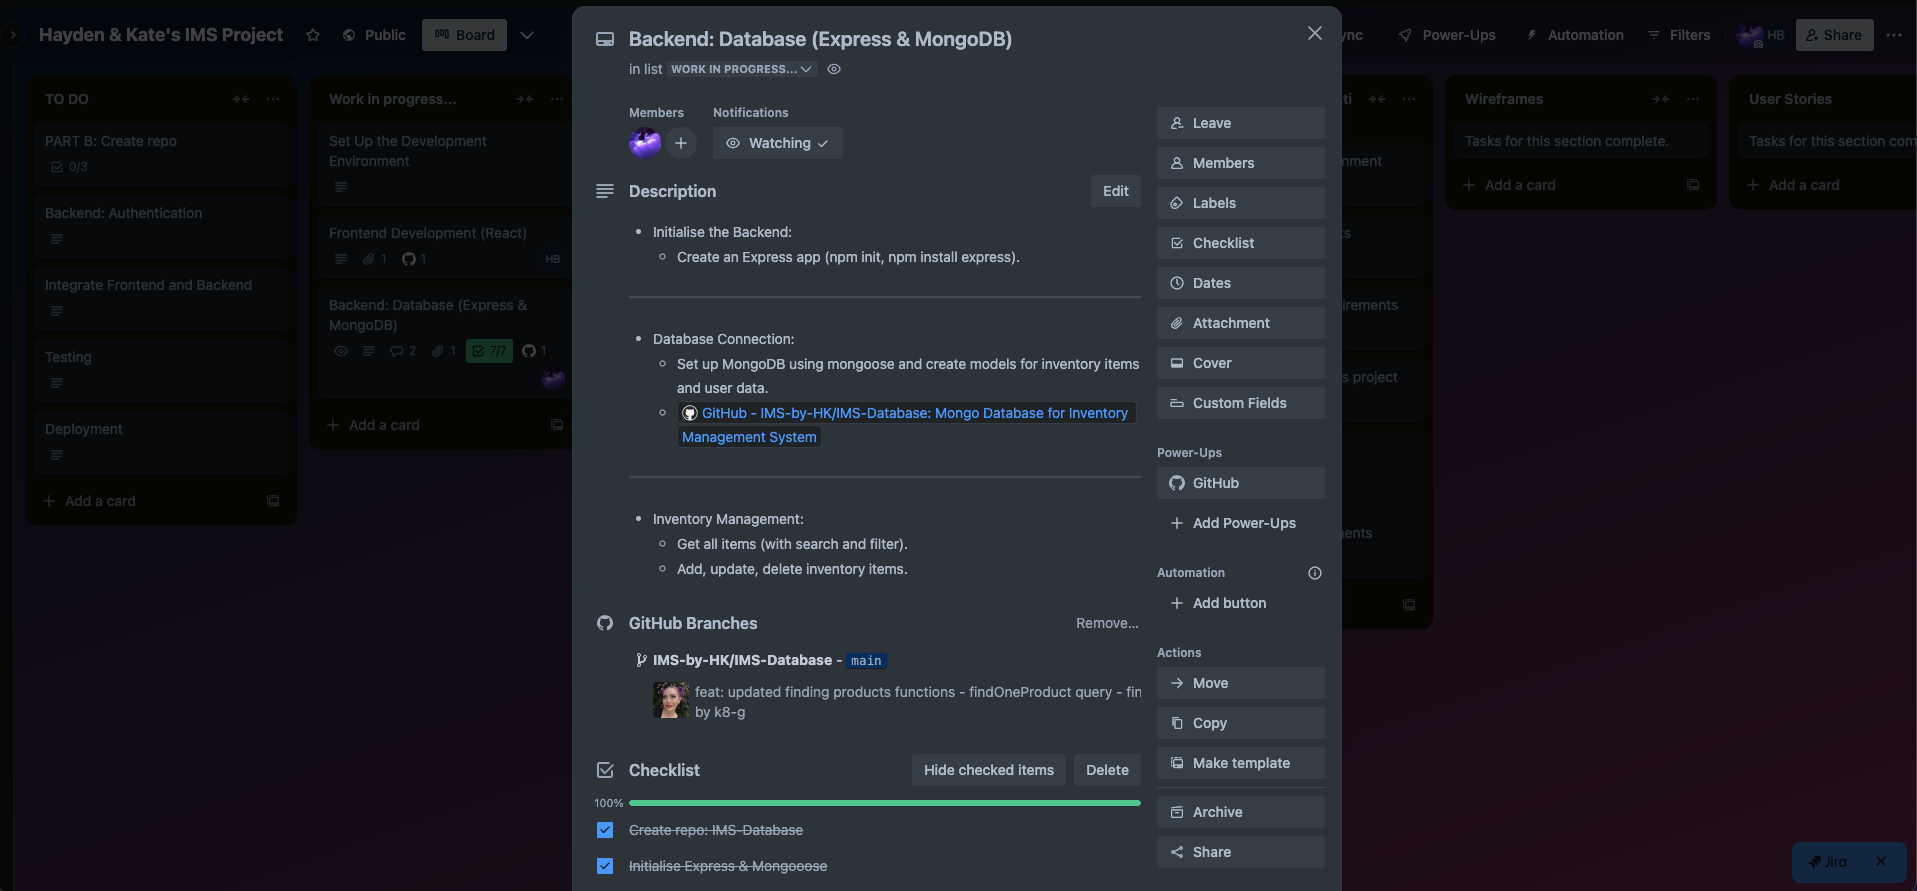 Hayden & Kate's IMS Project
Public
Board
ync
Power-Ups
Automation
Filters
HB
Share
TO DO
PART B: Create repo
0/3
Backend: Authentication
Integrate Frontend and Backend
Testing
Deployment
Add a card
Work in progress...
Set Up the Development
Environment
Frontend Development (React)
1
1
HB
Backend: Database (Express &
MongoDB)
2
1
7/7
1
Add a card
Backend: Database (Express & MongoDB)
in list WORK IN PROGRESS...
Members
Notifications
Watching
Description
Edit
Initialise the Backend:
Create an Express app (npm init, npm install express).
Database Connection:
Set up MongoDB using mongoose and create models for inventory items
and user data.
GitHub - IMS-by-HK/IMS-Database: Mongo Database for Inventory
Management System
Inventory Management:
Get all items (with search and filter).
Add, update, delete inventory items.
GitHub Branches
Remove...
IMS-by-HK/IMS-Database - main
feat: updated finding products functions - findOneProduct query - fin
by k8-g
Checklist
Hide checked items
Delete
100%
Create repo: IMS-Database
Initialise Express & Mongooose
Leave
Members
Labels
Checklist
Dates
Attachment
Cover
Custom Fields
Power-Ups
GitHub
Add Power-Ups
Automation
Add button
Actions
Move
Copy
Make template
Archive
Share
ti
nment
ts
irements
s project
ents
Wireframes
Tasks for this section complete.
Add a card
User Stories
Tasks for this section com
Add a card
Jira